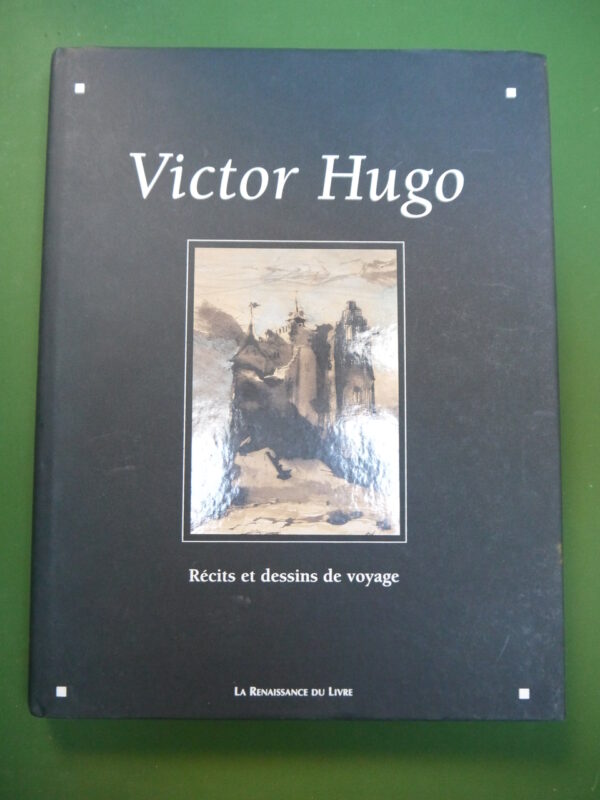 Victor Hugo
Récits et dessins de voyage
La Renaissance du Livre